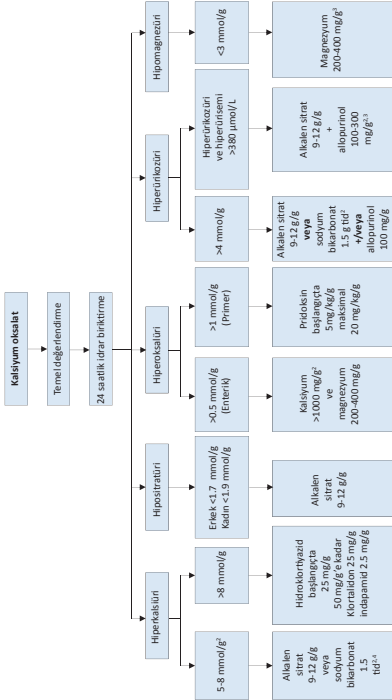 Kalsiyum oksalat
Temel değerlendirme
24 saatlik idrar biriktirme
Hiperkalsiüri
Hipositratüri
Hiperoksalüri
Hiperürikozüri
Hipomagnezüri
5-8 mmol/g²
>8 mmol/g
Erkek <1.7 mmol/g
Kadın <1.9 mmol/g
>0.5 mmol/g
(Enterik)
>1 mmol/g
(Primer)
>4 mmol/g
Hiperürikozüri
ve hiperürisemi
>380 µmol/L
<3 mmol/g
Alkalen
sitrat
9-12 g/g
veya
sodyum
bikarbonat
1.5
tid²,⁴
Hidroklortiyazid
başlangıçta
25 mg/g
50 mg/g'e kadar
Klortalidon 25 mg/g
indapamid 2.5 mg/g
Alkalen
sitrat
9-12 g/g
Kalsiyum
>1000 mg/g²
ve
magnezyum
200-400 mg/g
Pridoksin
başlangıçta
5mg/kg/g
maksimal
20 mg/kg/g
Alkalen sitrat
9-12 g/g
veya
sodyum
bikarbonat
1.5 g tid²
+/veya
allopurinol
100 mg/g
Alkalen sitrat
9-12 g/g
+
allopurinol
100-300
mg/g²,³
Magnezyum
200-400 mg/g³